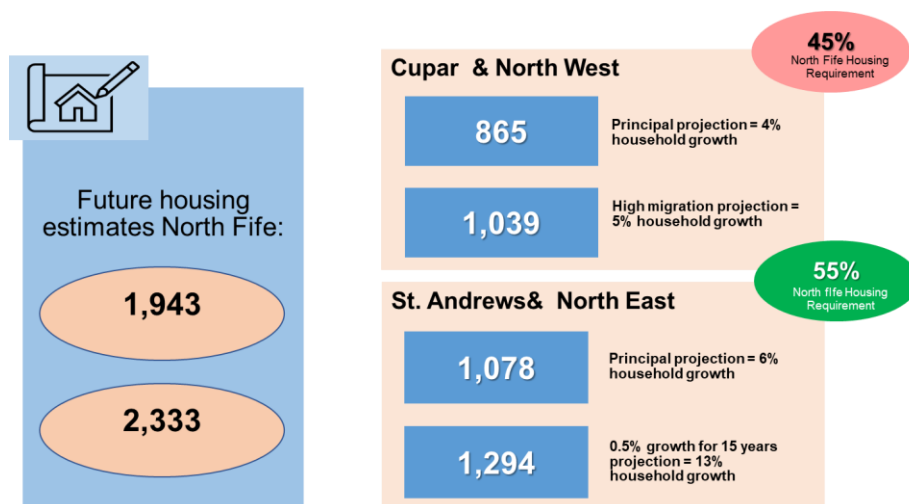 Future housing
estimates North Fife:
1,943
2,333
45%
North Fife Housing
Requirement
Cupar & North West
865
Principal projection = 4%
household growth
1,039
High migration projection =
5% household growth
55%
North fIfe Housing
Requirement
St. Andrews& North East
1,078
Principal projection = 6%
household growth
1,294
0.5% growth for 15 years
projection = 13%
household growth